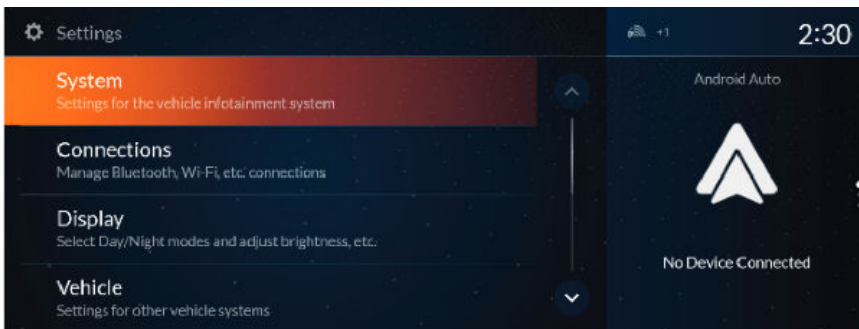 Settings
+1
2:30
System
Settings for the vehicle infotainment system
Connections
Manage Bluetooth, Wi-Fi, etc. connections
Display
Select Day/Night modes and adjust brightness, etc.
Vehicle
Settings for other vehicle systems
Android Auto
No Device Connected